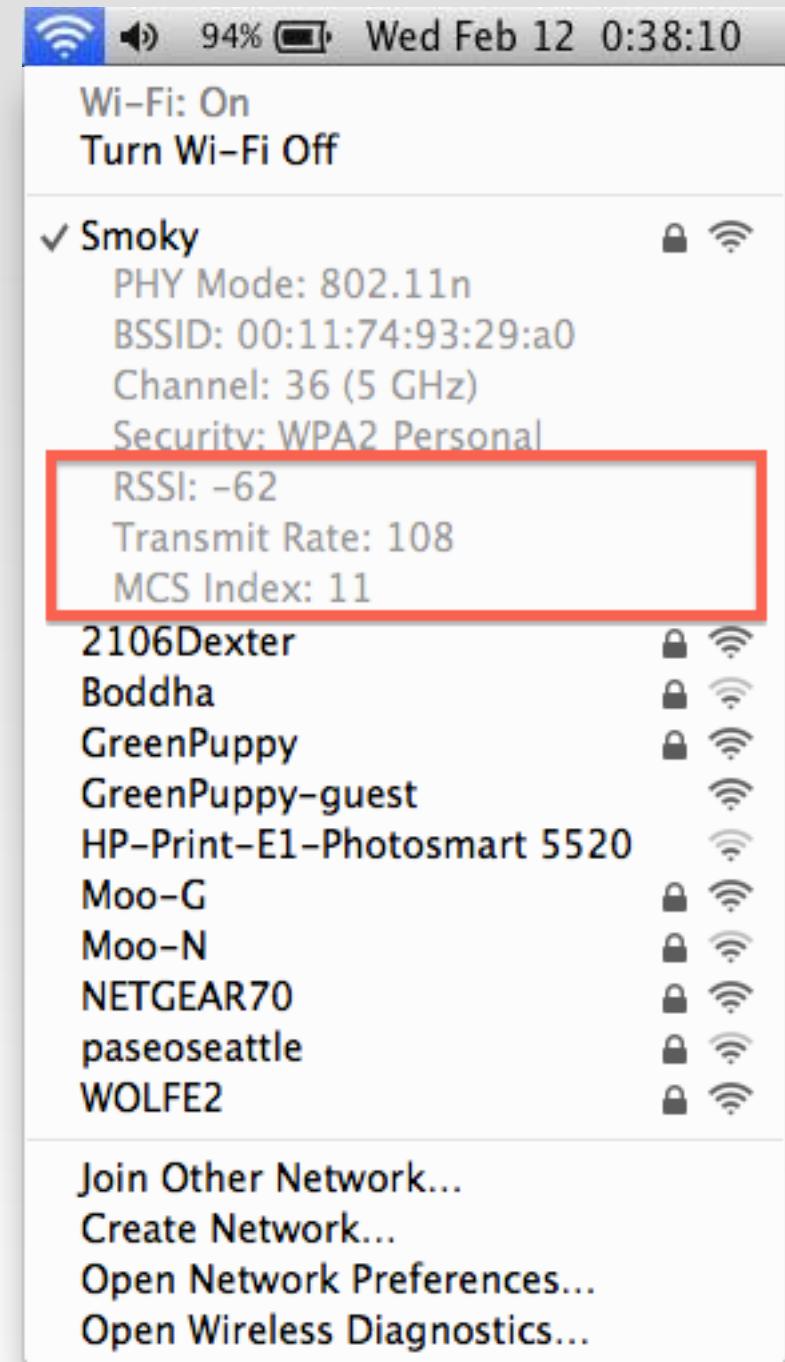 94% Wed Feb 12 0:38:10
Wi-Fi: On
Turn Wi-Fi Off
✓ Smoky
PHY Mode: 802.11n
BSSID: 00:11:74:93:29:a0
Channel: 36 (5 GHz)
Security: WPA2 Personal
RSSI: -62
Transmit Rate: 108
MCS Index: 11
2106Dexter
Boddha
GreenPuppy
GreenPuppy-guest
HP-Print-E1-Photosmart 5520
Moo-G
Moo-N
NETGEAR70
paseoseattle
WOLFE2
Join Other Network...
Create Network...
Open Network Preferences...
Open Wireless Diagnostics...